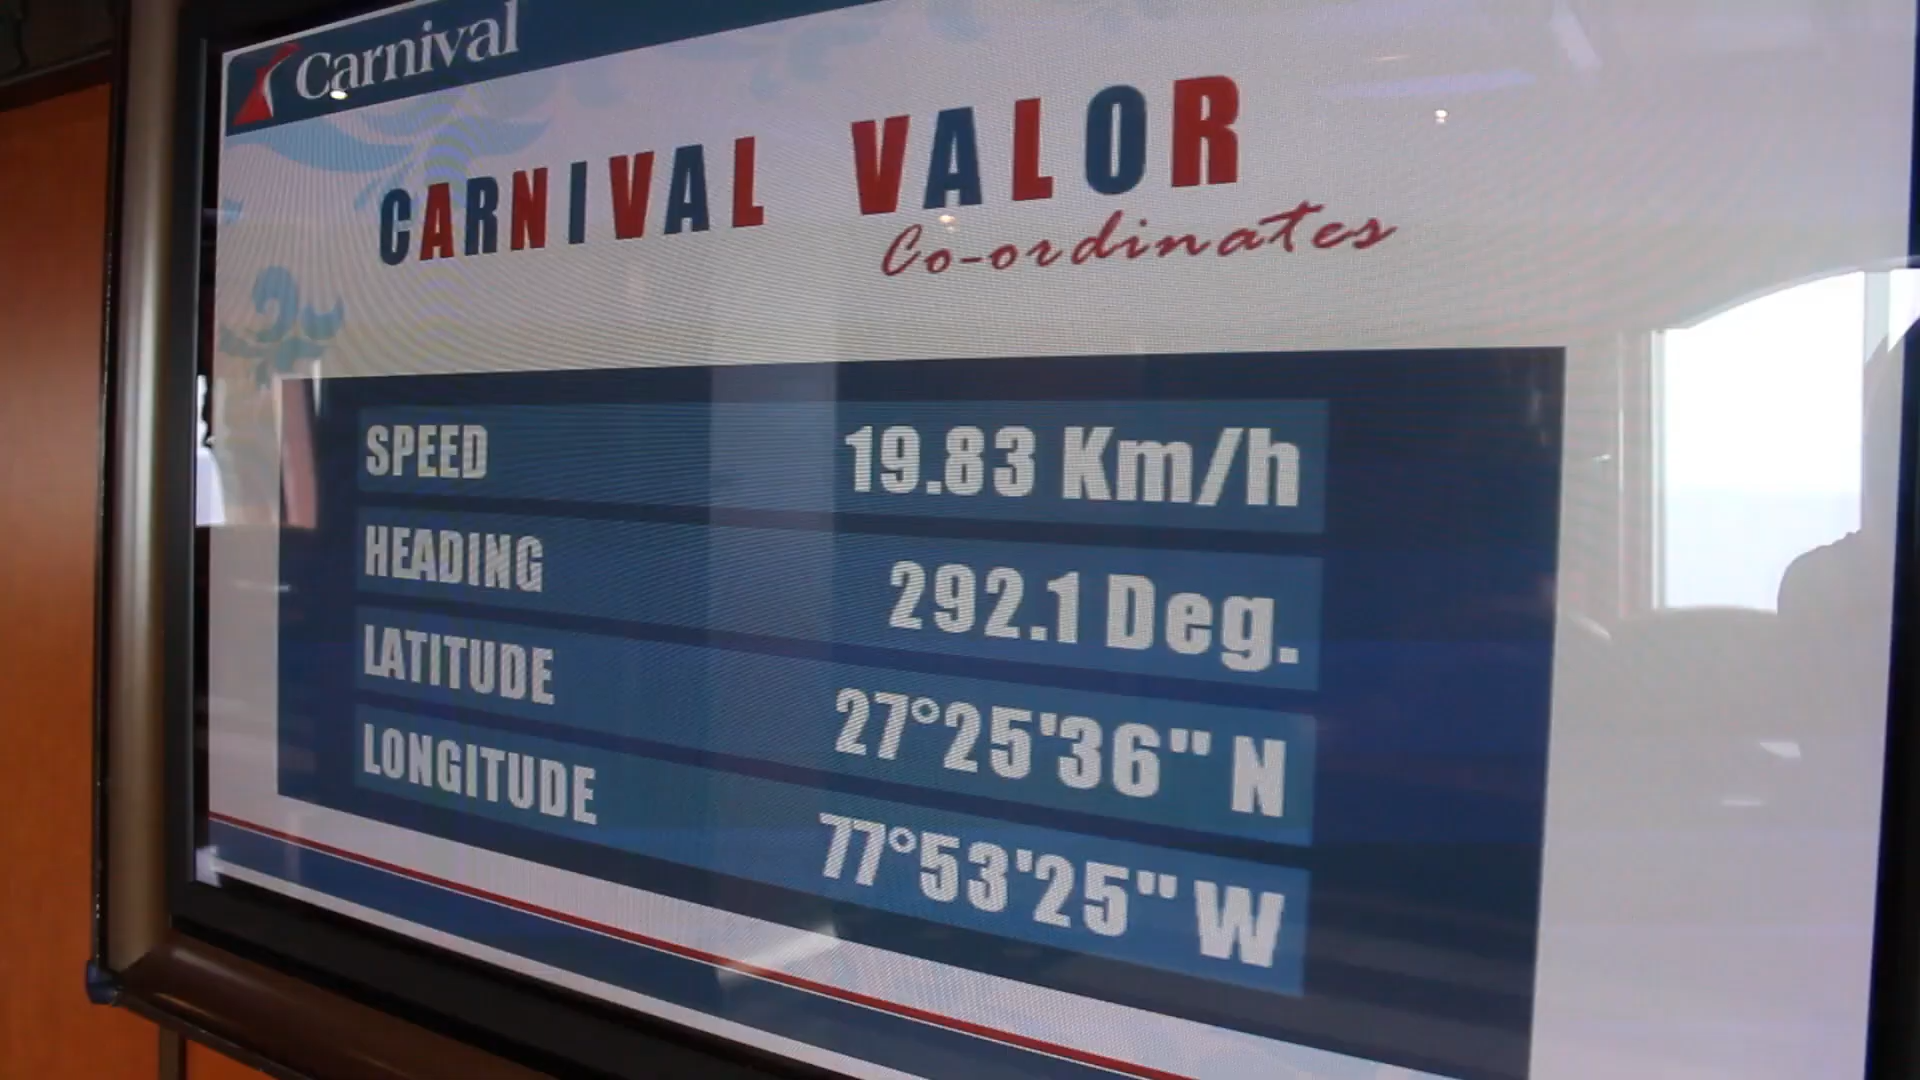 Carnival
CARNIVAL VALOR
Co-ordinates
SPEED 19.83 Km/h
HEADING 292.1 Deg.
LATITUDE 27°25'36" N
LONGITUDE 77°53'25" W